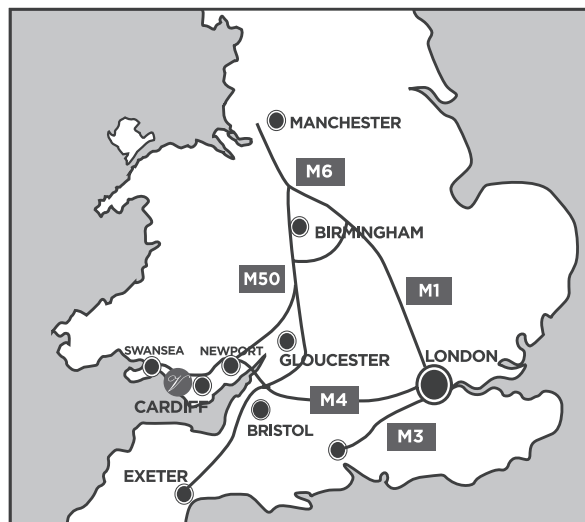 MANCHESTER
M6
BIRMINGHAM
M50
M1
SWANSEA
NEWPORT
GLOUCESTER
LONDON
CARDIFF
M4
BRISTOL
M3
EXETER